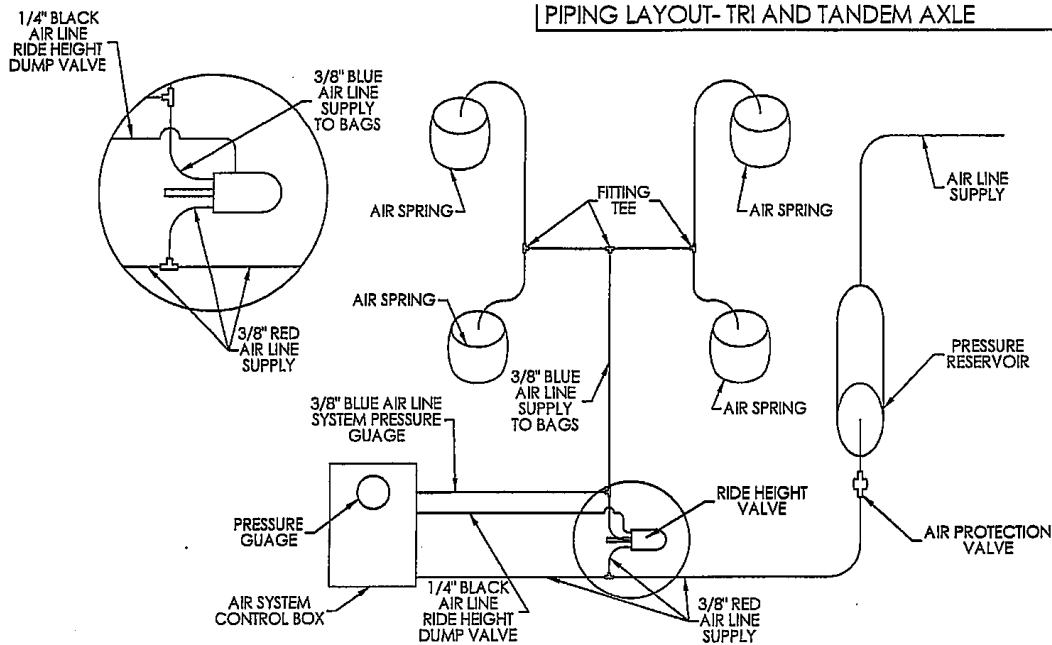 PIPING LAYOUT- TRI AND TANDEM AXLE
1/4" BLACK
AIR LINE
RIDE HEIGHT
DUMP VALVE
3/8" BLUE
AIR LINE
SUPPLY
TO BAGS
3/8" RED
AIR LINE
SUPPLY
AIR SPRING
FITTING
TEE
AIR SPRING
AIR LINE
SUPPLY
AIR SPRING
3/8" BLUE
AIR LINE
SUPPLY
TO BAGS
AIR SPRING
PRESSURE
RESERVOIR
3/8" BLUE AIR LINE
SYSTEM PRESSURE
GUAGE
PRESSURE
GUAGE
RIDE HEIGHT
VALVE
AIR PROTECTION
VALVE
AIR SYSTEM
CONTROL BOX
1/4" BLACK
AIR LINE
RIDE HEIGHT
DUMP VALVE
3/8" RED
AIR LINE
SUPPLY